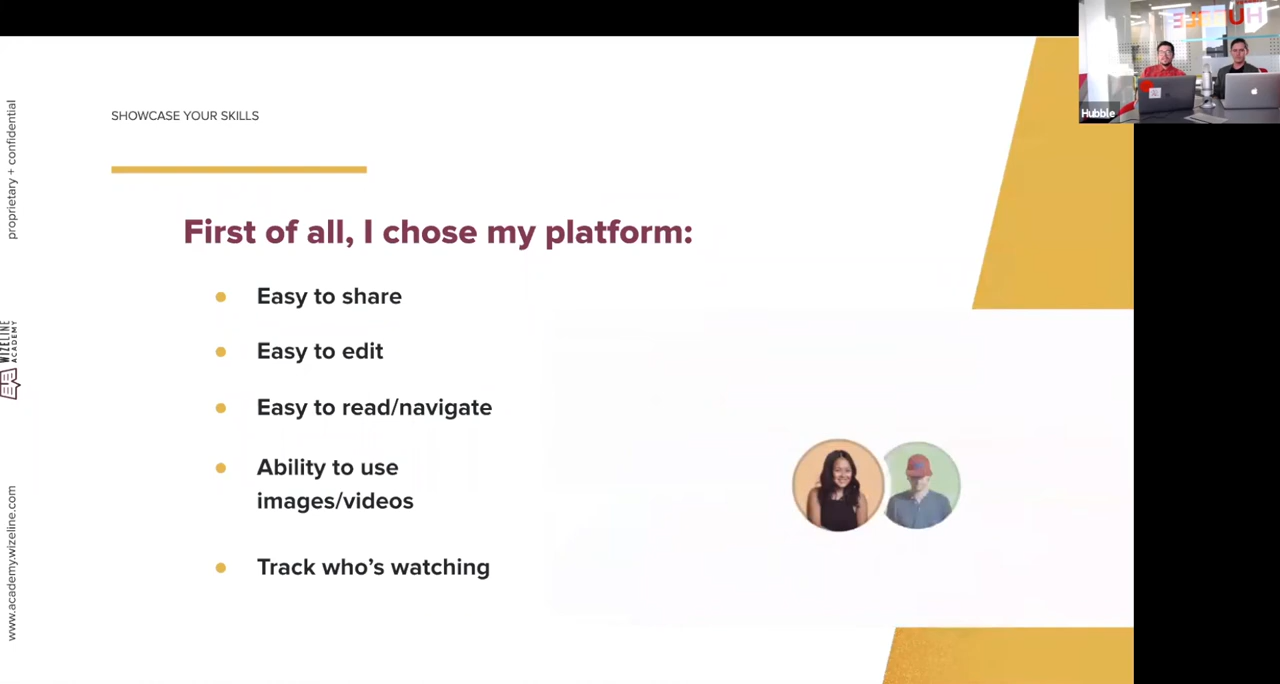 SHOWCASE YOUR SKILLS
First of all, I chose my platform:
Easy to share
Easy to edit
Easy to read/navigate
Ability to use
images/videos
Track who's watching
proprietary + confidential
WIZELINE
ACADEMY
www.academy.wizeline.com
Hubble